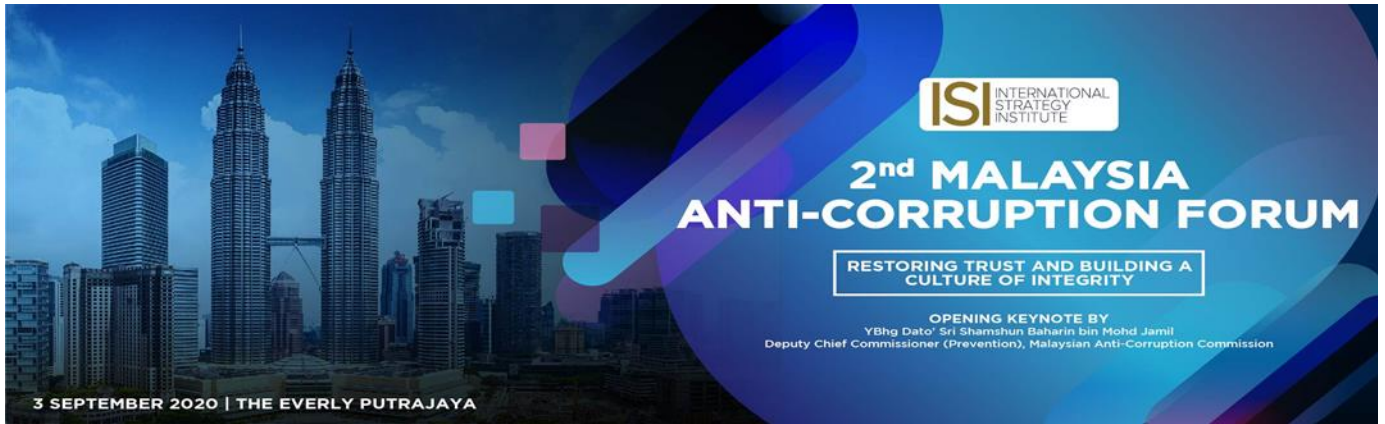 ISI INTERNATIONAL
STRATEGY
INSTITUTE
2nd MALAYSIA
ANTI-CORRUPTION FORUM
RESTORING TRUST AND BUILDING A
CULTURE OF INTEGRITY
OPENING KEYNOTE BY
YBhg Dato' Sri Shamshun Baharin bin Mohd Jamil
Deputy Chief Commissioner (Prevention), Malaysian Anti-Corruption Commission
3 SEPTEMBER 2020 | THE EVERLY PUTRAJAYA